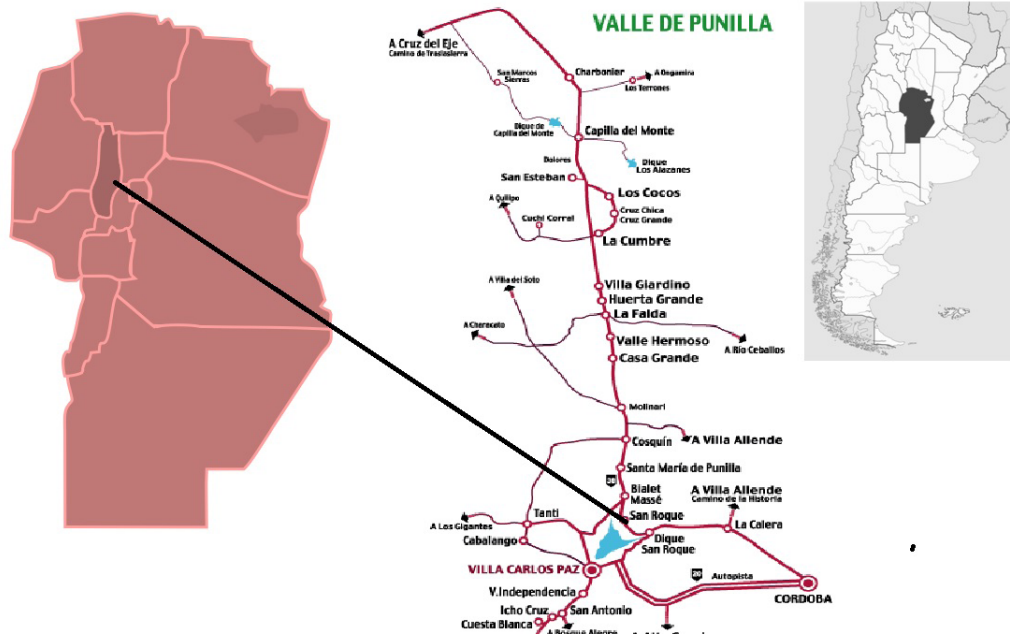 VALLE DE PUNILLA
A Cruz del Eje
Camino de Traslasierra
San Marcos
Sierras
Charbonier
A Ongamira
Los Terrones
Dique de
Capilla del Monte
Capilla del Monte
Dolores
Dique
Los Alazanes
San Esteban
Los Cocos
A Quilpo
Cruz Chica
Cruz Grande
Cuchi Corral
La Cumbre
A Villa del Soto
Villa Giardino
Huerta Grande
La Falda
A Characato
Valle Hermoso
A Río Ceballos
Casa Grande
Molinari
Cosquín
A Villa Allende
Santa María de Punilla
38
Bialet
Massé
A Villa Allende
Camino de la Historia
Tanti
San Roque
A Los Gigantes
La Calera
Cabalango
Dique
San Roque
VILLA CARLOS PAZ
20
Autopista
V.Independencia
CORDOBA
Icho Cruz
San Antonio
Cuesta Blanca
A Bosque Alegre